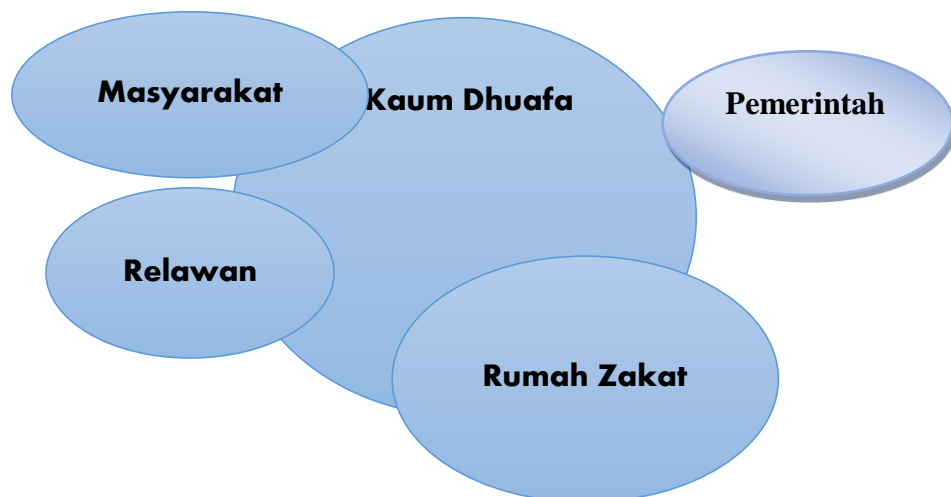 Masyarakat
Kaum Dhuafa
Pemerintah
Relawan
Rumah Zakat